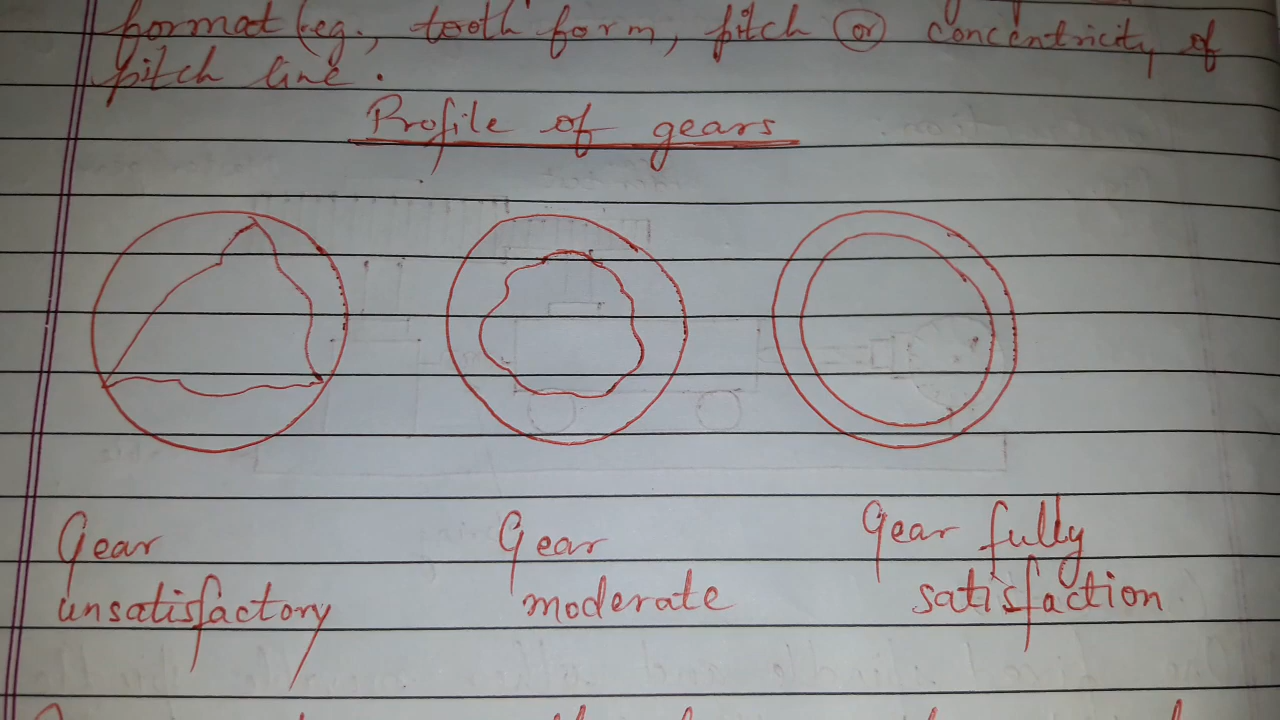 format (eg., tooth form, pitch (or) concentricity of
pitch line.
Profile of gears
Gear
unsatisfactory
Gear
moderate
Gear fully
satisfaction